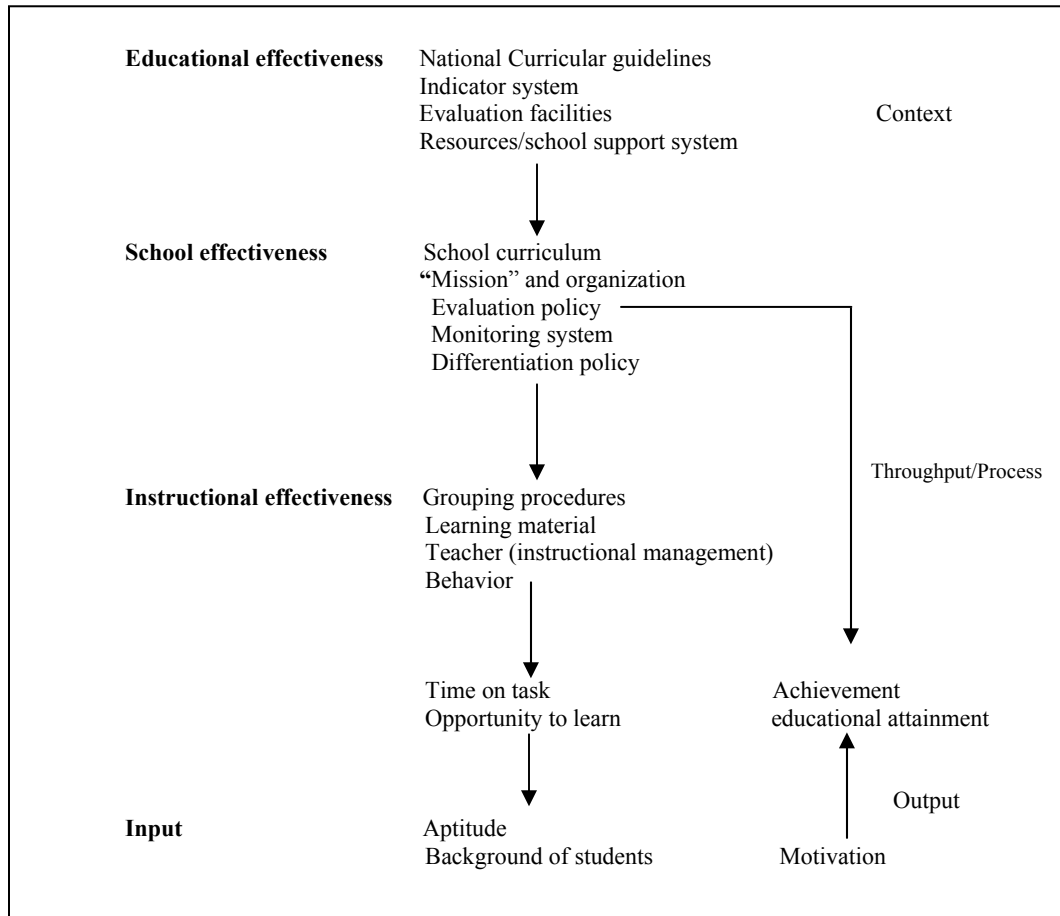 Educational effectiveness National Curricular guidelines
Indicator system
Evaluation facilities Context
Resources/school support system
School effectiveness School curriculum
“Mission” and organization
Evaluation policy
Monitoring system
Differentiation policy
Throughput/Process
Instructional effectiveness Grouping procedures
Learning material
Teacher (instructional management)
Behavior
Time on task Achievement
Opportunity to learn educational attainment
Output
Input Aptitude
Background of students Motivation